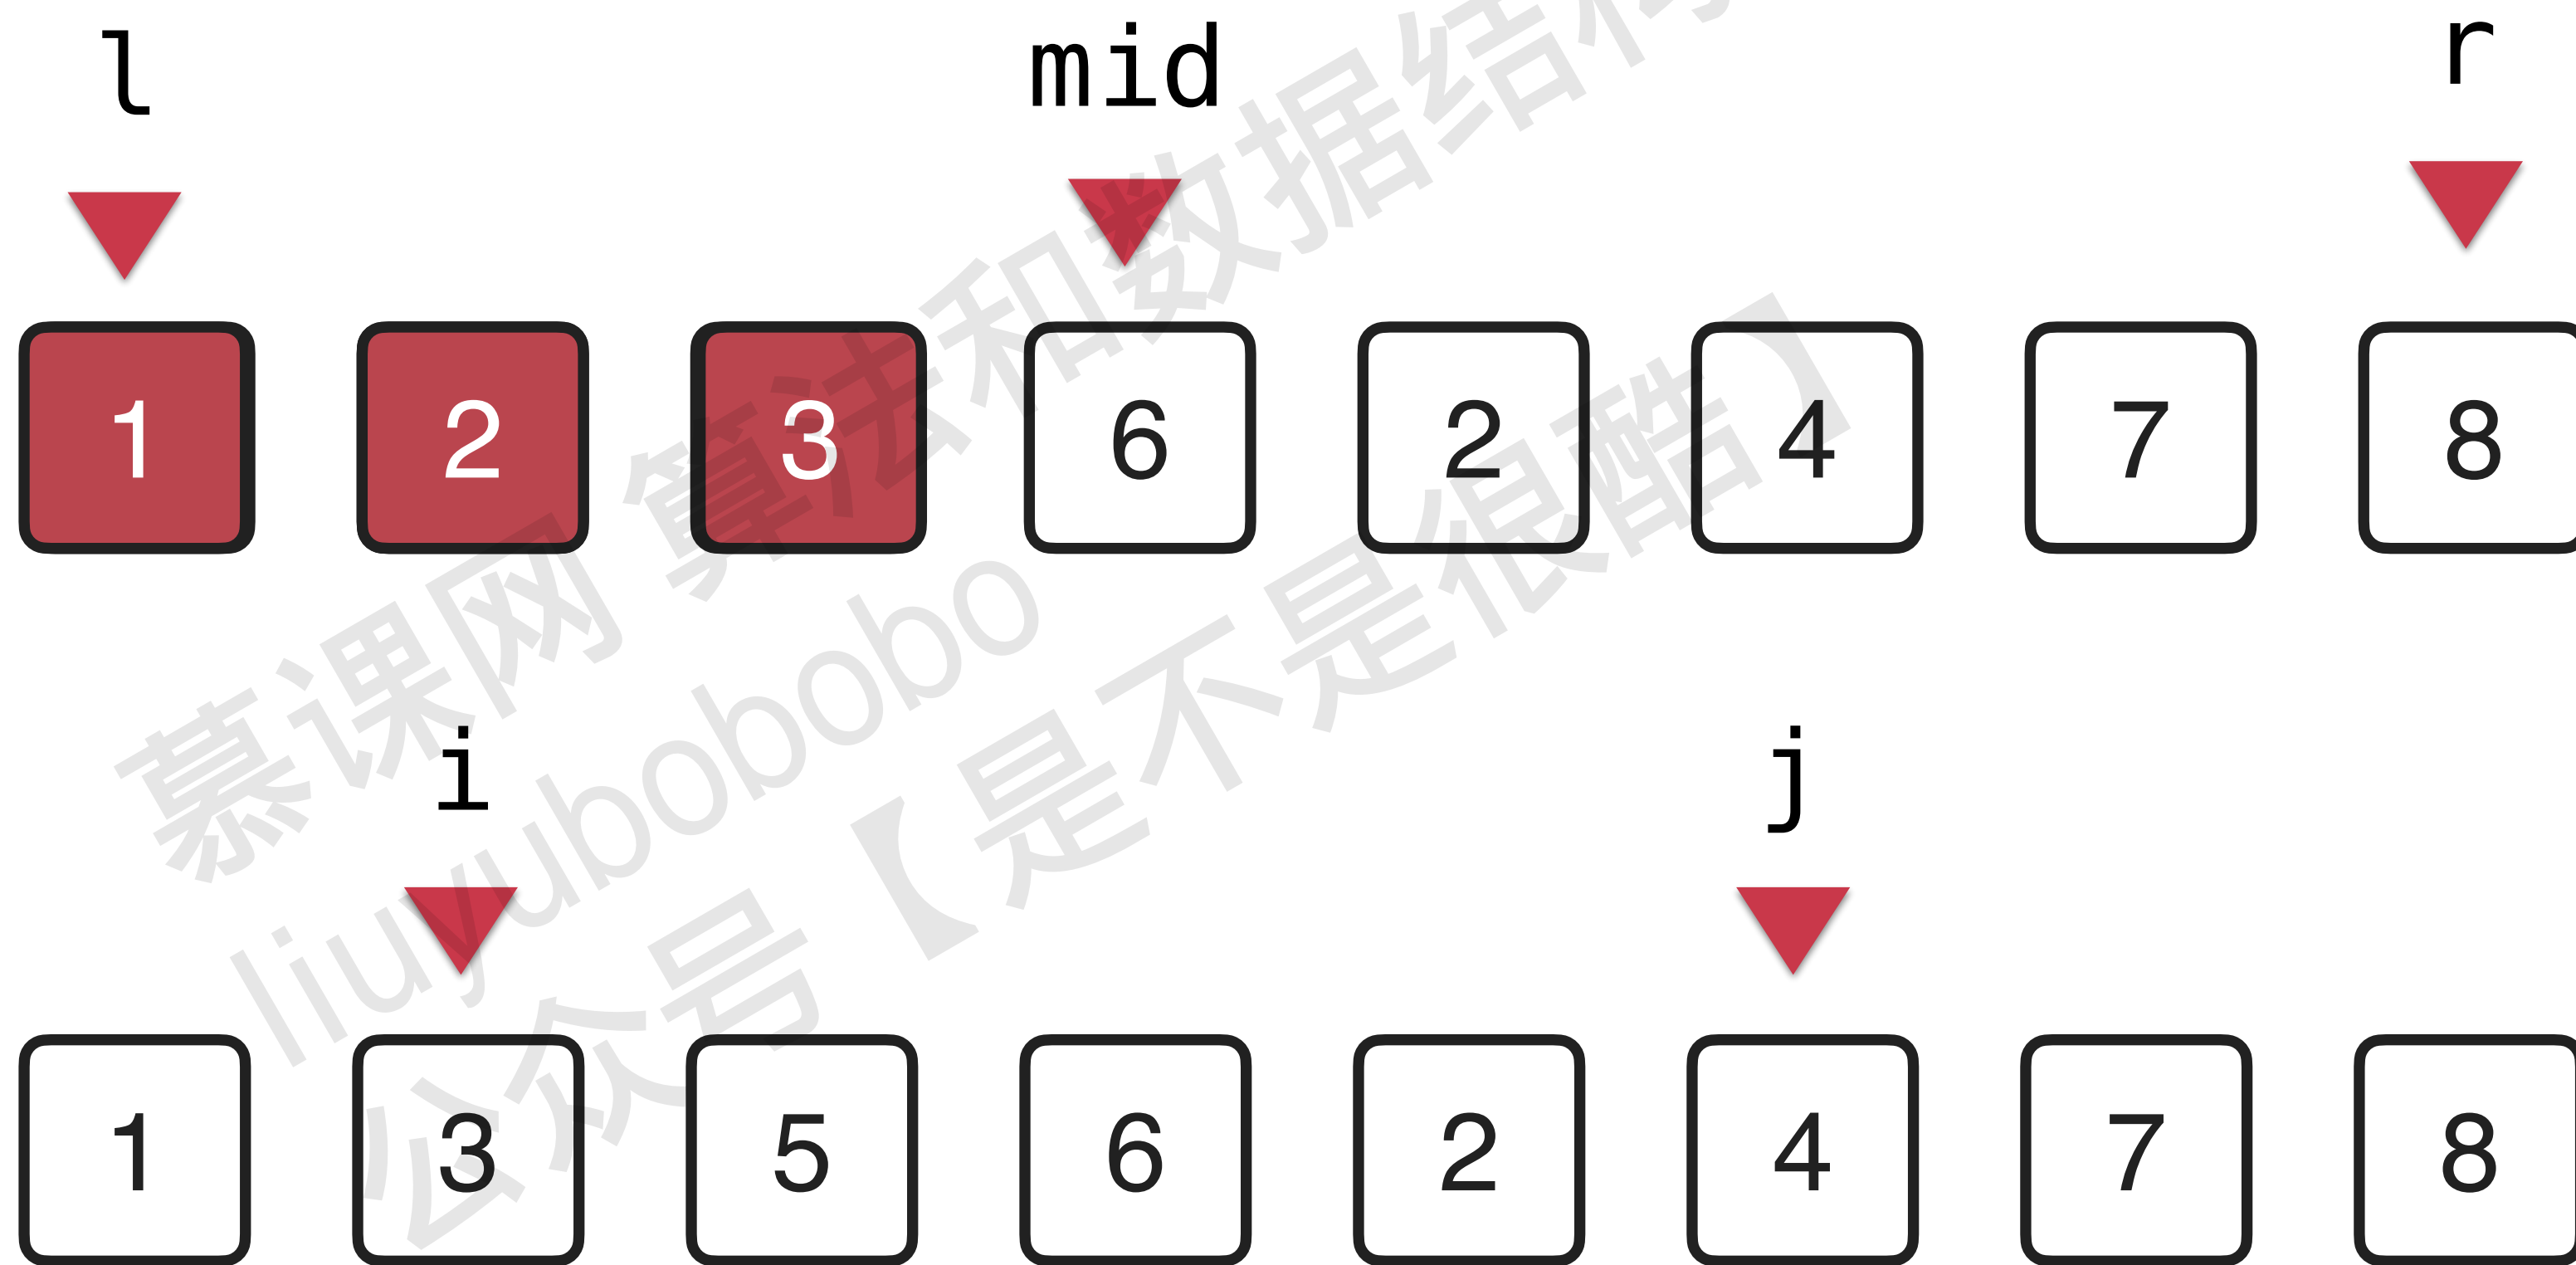 l mid r
1 2 3 6 2 4 7 8
i j
1 3 5 6 2 4 7 8
慕课网 算法和数据结构
liuyubobobo
公众号【是不是很酷】